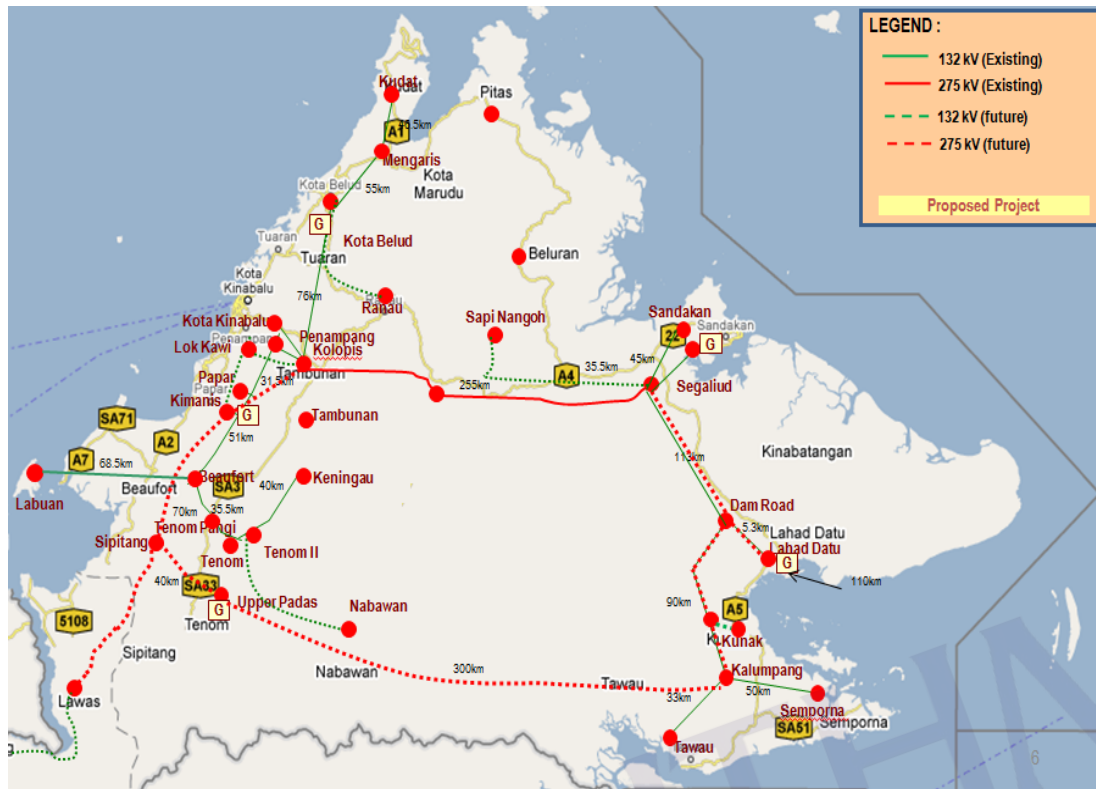 LEGEND :
132 kV (Existing)
275 kV (Existing)
132 kV (future)
275 kV (future)
Proposed Project
Kudat
Pitas
A1
Mengaris
Kota
Marudu
Kota Belud
55km
G
Kota Belud
Tuaran
Tuaran
Beluran
Kota
Kinabalu
76km
Ranau
Kota Kinabalu
Sapi Nangoh
Sandakan
Sandakan
22
G
Penampang
Lok Kawi
Kolopis
45km
35.5km
A4
Segaliud
Tambunan
31.5km
255km
Papar
Papar
Kimanis
G
Tambunan
SA71
A2
51km
113km
Kinabatangan
A7
68.5km
Beaufort
Beaufort
SA3
40km
Keningau
Labuan
70km
35.5km
Dam Road
Tenom Pangi
5.3km
Lahad Datu
Sipitang
Tenom
Tenom II
Lahad Datu
G
110km
40km
SA33
Upper Padas
G
Tenom
Nabawan
90km
A5
5108
Kunak
Sipitang
Nabawan
300km
Tawau
Kalumpang
33km
50km
Lawas
Semporna
Semporna
SA51
Tawau
6